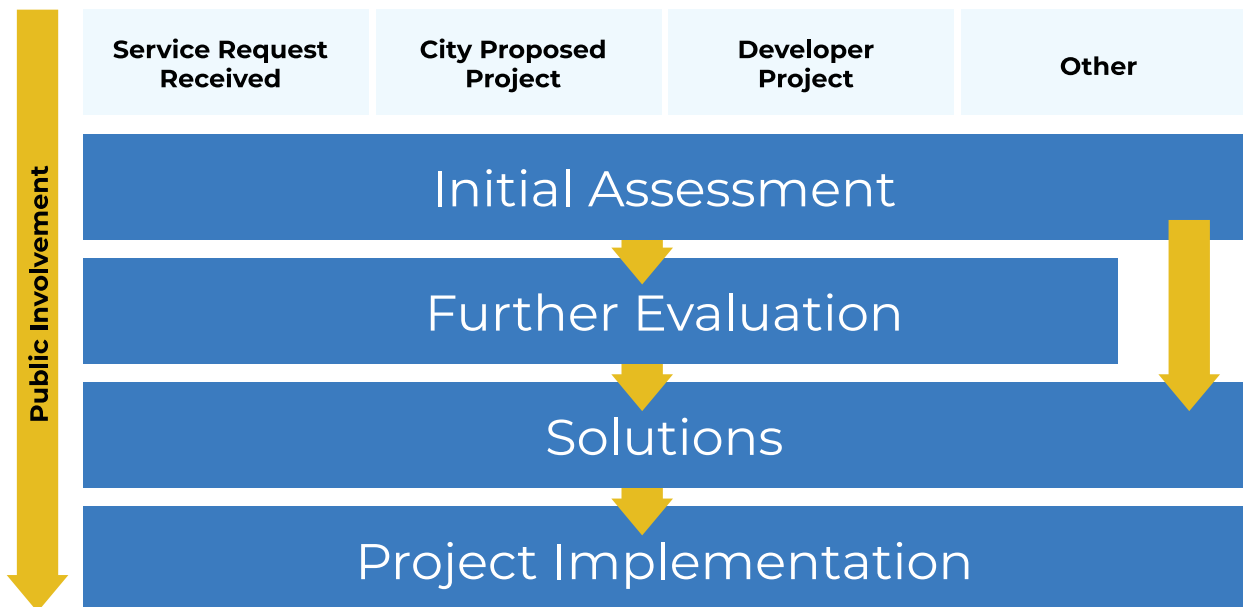 Service Request
Received
City Proposed
Project
Developer
Project
Other
Public Involvement
Initial Assessment
Further Evaluation
Solutions
Project Implementation